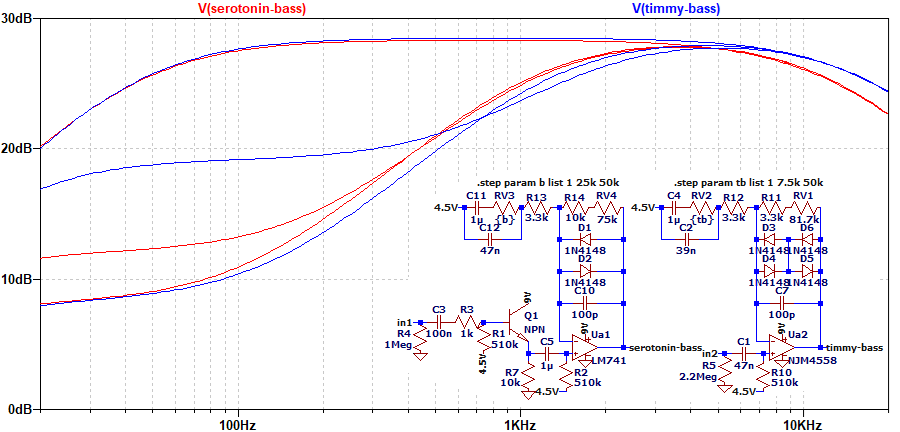 V(serotonin-bass)
V(timmy-bass)
30dB
20dB
10dB
0dB
100Hz
1KHz
10KHz
.step param b list 1 25k 50k
C11
RV3
R13
R14
RV4
4.5V
1µ
{b}
3.3k
10k
75k
C12
47n
D1
1N4148
D2
1N4148
C10
100p
9V
Q1
NPN
C3
R3
in1
100n
1k
R4
1Meg
R1
510k
4.5V
C5
1µ
R7
10k
R2
510k
4.5V
9V
Ua1
LM741
serotonin-bass
.step param tb list 1 7.5k 50k
C4
RV2
R12
R11
RV1
4.5V
1µ
{tb}
3.3k
3.3k
81.7k
C2
39n
D3
D6
1N4148
1N4148
D4
D5
1N4148
1N4148
C7
100p
9V
Ua2
NJM4558
timmy-bass
in2
C1
47n
R5
2.2Meg
R10
510k
4.5V